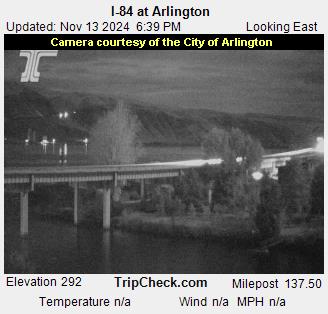 I-84 at Arlington
Updated: Nov 13 2024 6:39 PM Looking East
Camera courtesy of the City of Arlington
Elevation 292 TripCheck.com Milepost 137.50
Temperature n/a Wind n/a MPH n/a